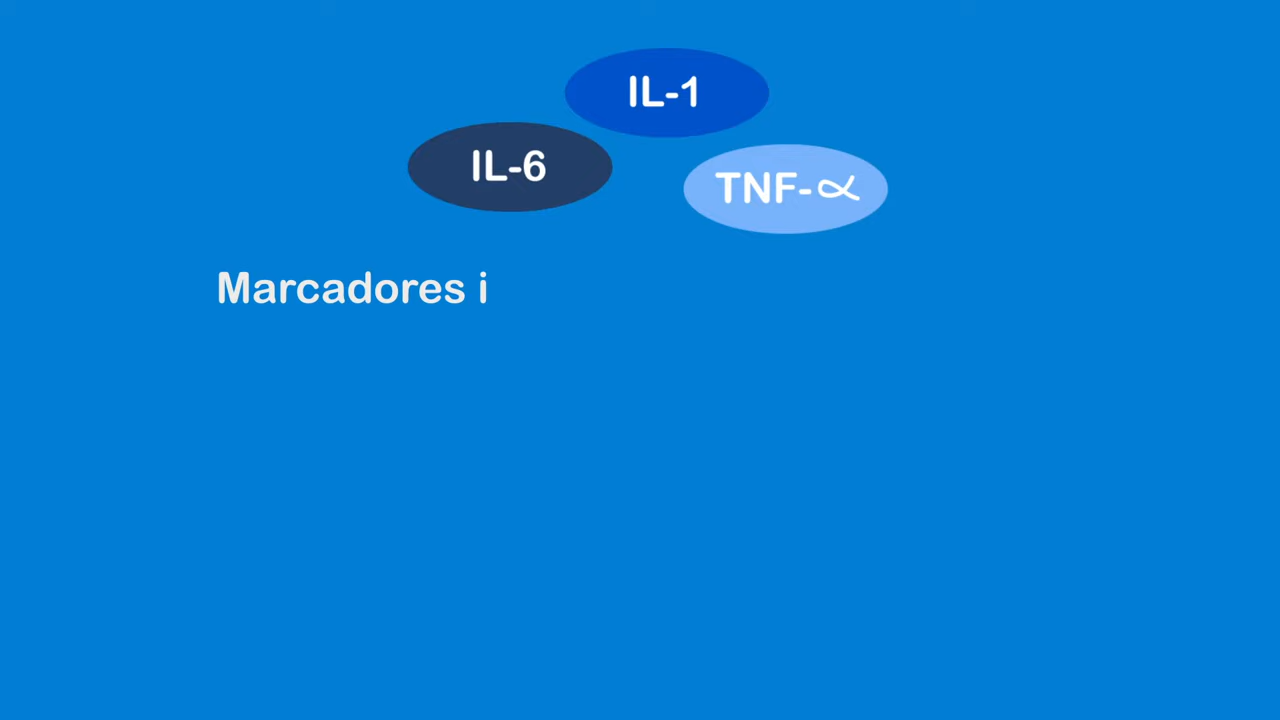 IL-1
IL-6
TNF-α
Marcadores i